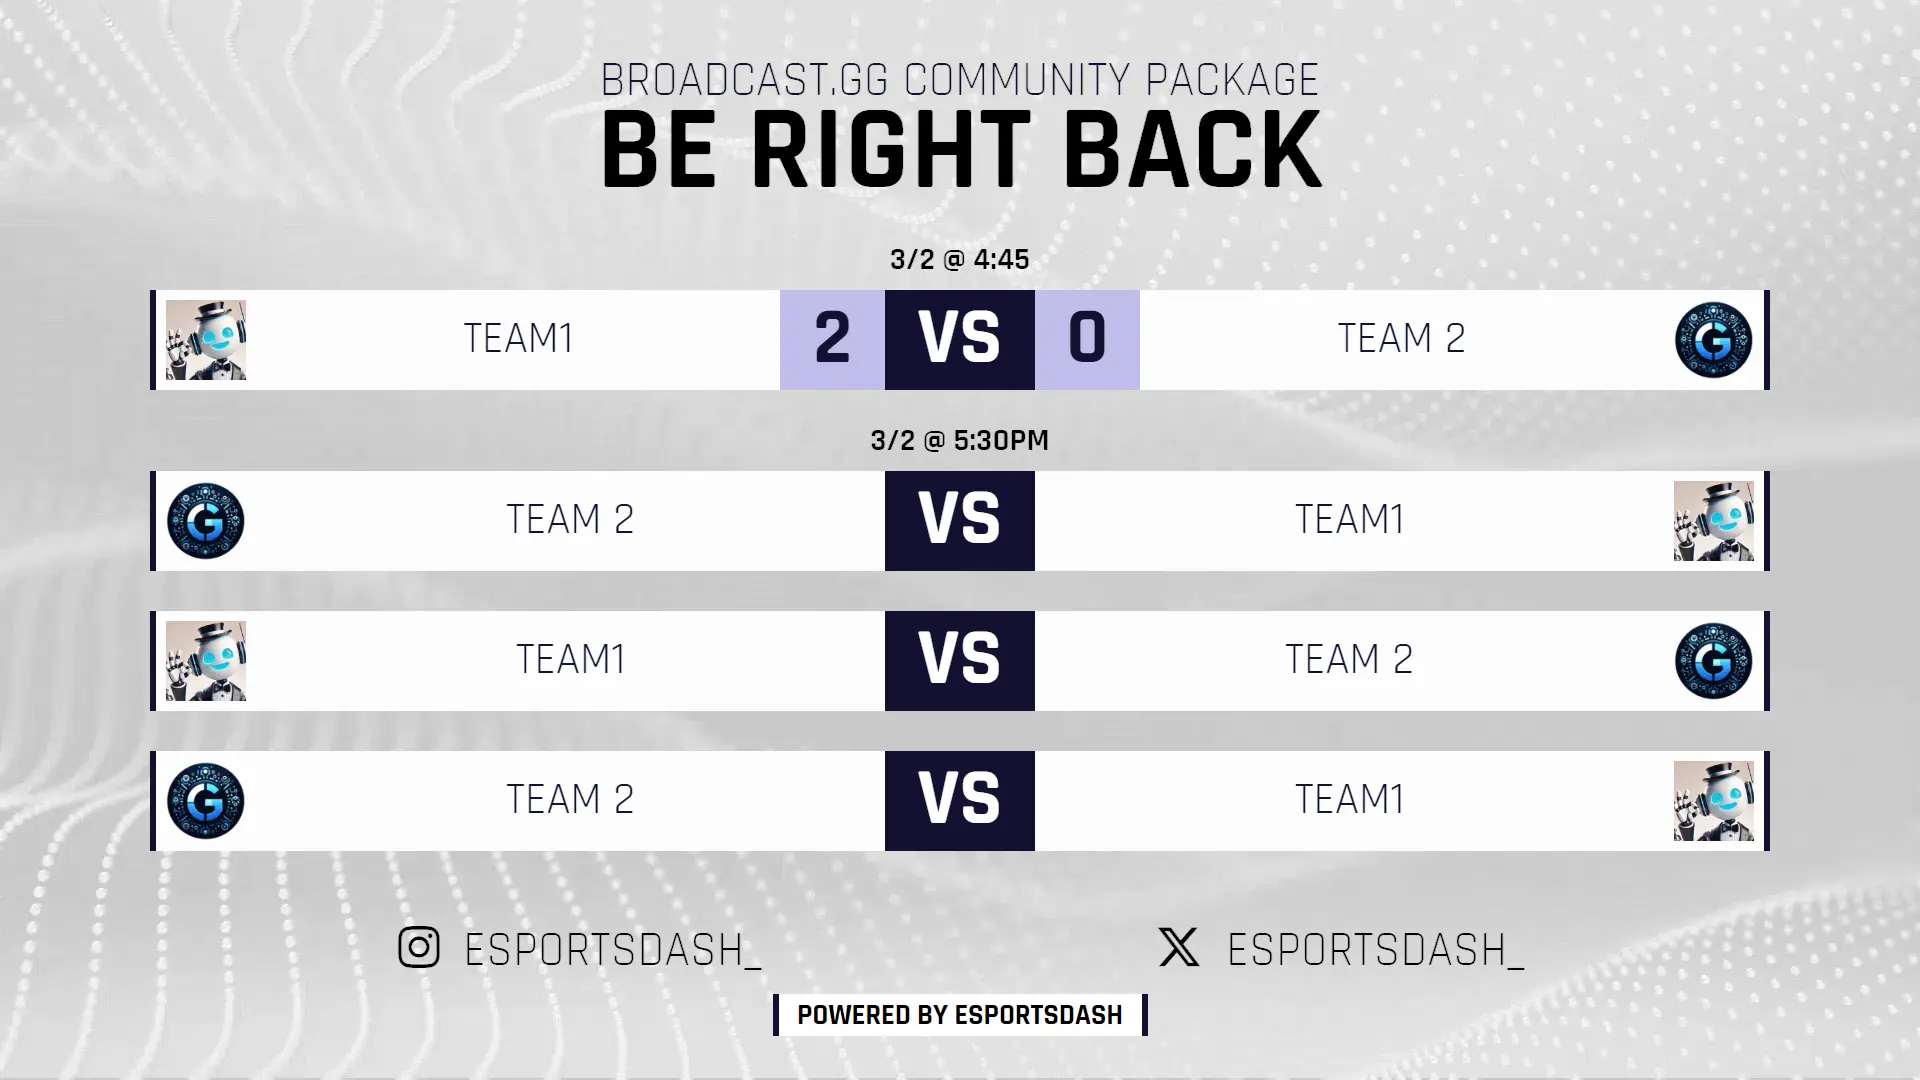 BROADCAST.GG COMMUNITY PACKAGE
BE RIGHT BACK
3/2 @ 4:45
TEAM1 2 VS 0 TEAM 2
3/2 @ 5:30PM
TEAM 2 VS TEAM1
TEAM1 VS TEAM 2
TEAM 2 VS TEAM1
ESPORTSDASH_ ESPORTSDASH_
POWERED BY ESPORTSDASH